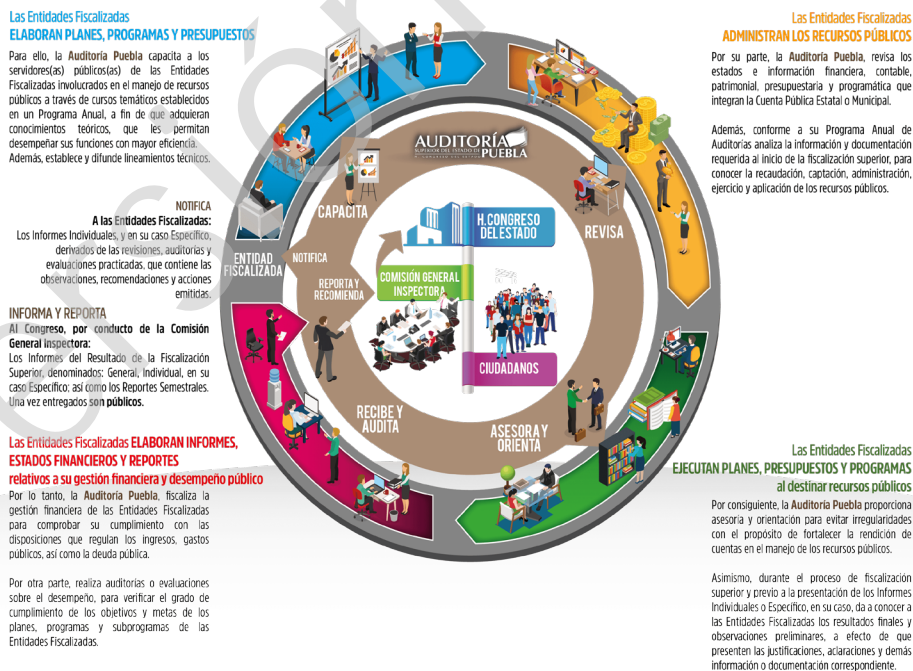 Las Entidades Fiscalizadas
ELABORAN PLANES, PROGRAMAS Y PRESUPUESTOS
Para ello, la Auditoría Puebla capacita a los
servidores(as) públicos(as) de las Entidades
Fiscalizadas involucrados en el manejo de recursos
públicos a través de cursos temáticos establecidos
en un Programa Anual, a fin de que adquieran
conocimientos teóricos, que les permitan
desempeñar sus funciones con mayor eficiencia.
Además, establece y difunde lineamientos técnicos.
NOTIFICA
A las Entidades Fiscalizadas:
Los Informes Individuales, y en su caso Específico,
derivados de las revisiones, auditorías y
evaluaciones practicadas, que contiene las
observaciones, recomendaciones y acciones
emitidas.
INFORMA Y REPORTA
Al Congreso, por conducto de la Comisión
General Inspectora:
Los Informes del Resultado de la Fiscalización
Superior, denominados: General, Individual, en su
caso Específico; así como los Reportes Semestrales.
Una vez entregados son públicos.
Las Entidades Fiscalizadas ELABORAN INFORMES,
ESTADOS FINANCIEROS Y REPORTES
relativos a su gestión financiera y desempeño público
Por lo tanto, la Auditoría Puebla, fiscaliza la
gestión financiera de las Entidades Fiscalizadas
para comprobar su cumplimiento con las
disposiciones que regulan los ingresos, gastos
públicos, así como la deuda pública.
Por otra parte, realiza auditorías o evaluaciones
sobre el desempeño, para verificar el grado de
cumplimiento de los objetivos y metas de los
planes, programas y subprogramas de las
Entidades Fiscalizadas.
AUDITORÍA
SUPERIOR DEL ESTADO DE PUEBLA
CAPACITA
REVISA
H. CONGRESO
DEL ESTADO
ENTIDAD
FISCALIZADA
NOTIFICA
REPORTA Y
RECOMIENDA
COMISIÓN GENERAL
INSPECTORA
CIUDADANOS
RECIBE Y
AUDITA
ASESORA Y
ORIENTA
Las Entidades Fiscalizadas
ADMINISTRAN LOS RECURSOS PÚBLICOS
Por su parte, la Auditoría Puebla, revisa los
estados e información financiera, contable,
patrimonial, presupuestaria y programática que
integran la Cuenta Pública Estatal o Municipal.
Además, conforme a su Programa Anual de
Auditorías analiza la información y documentación
requerida al inicio de la fiscalización superior, para
conocer la recaudación, captación, administración,
ejercicio y aplicación de los recursos públicos.
Las Entidades Fiscalizadas
EJECUTAN PLANES, PRESUPUESTOS Y PROGRAMAS
al destinar recursos públicos
Por consiguiente, la Auditoría Puebla proporciona
asesoría y orientación para evitar irregularidades
con el propósito de fortalecer la rendición de
cuentas en el manejo de los recursos públicos.
Asimismo, durante el proceso de fiscalización
superior y previo a la presentación de los Informes
Individuales o Específico, en su caso, da a conocer a
las Entidades Fiscalizadas los resultados finales y
observaciones preliminares, a efecto de que
presenten las justificaciones, aclaraciones y demás
información o documentación correspondiente.